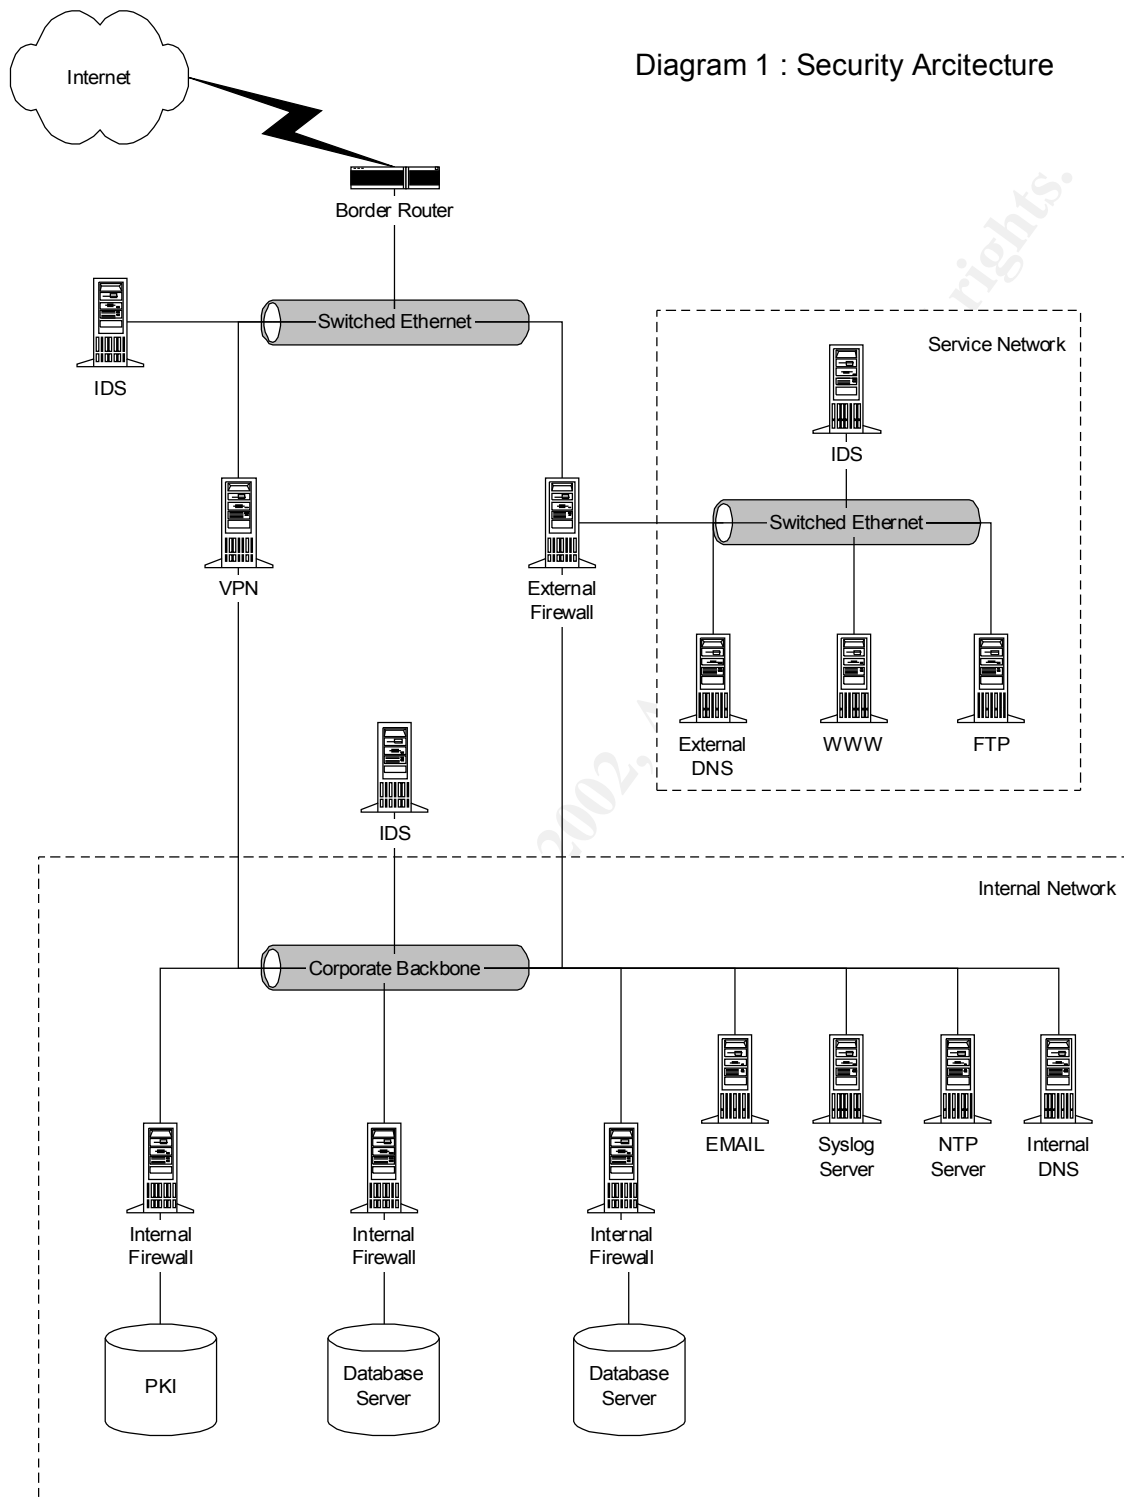 Diagram 1 : Security Arcitecture
Internet
Border Router
Switched Ethernet
IDS
Service Network
IDS
Switched Ethernet
VPN
External
Firewall
External
DNS
WWW
FTP
IDS
2002, A
rights.
Internal Network
Corporate Backbone
EMAIL
Syslog
Server
NTP
Server
Internal
DNS
Internal
Firewall
Internal
Firewall
Internal
Firewall
PKI
Database
Server
Database
Server